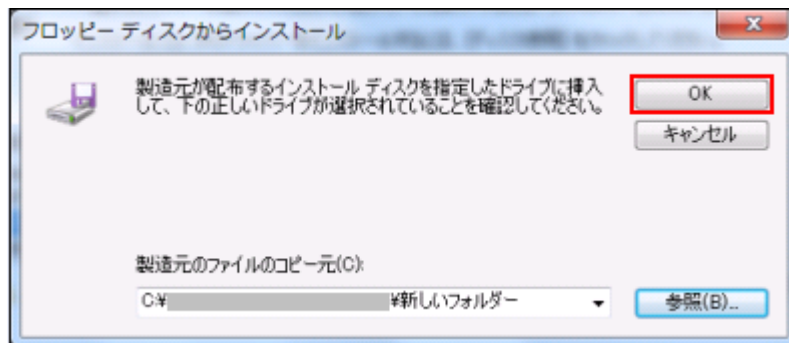 フロッピー ディスクからインストール
製造元が配布するインストール ディスクを指定したドライブに挿入
して、下の正しいドライブが選択されていることを確認してください。
OK
キャンセル
製造元のファイルのコピー元(C):
C:¥ ¥新しいフォルダー
参照(B)...